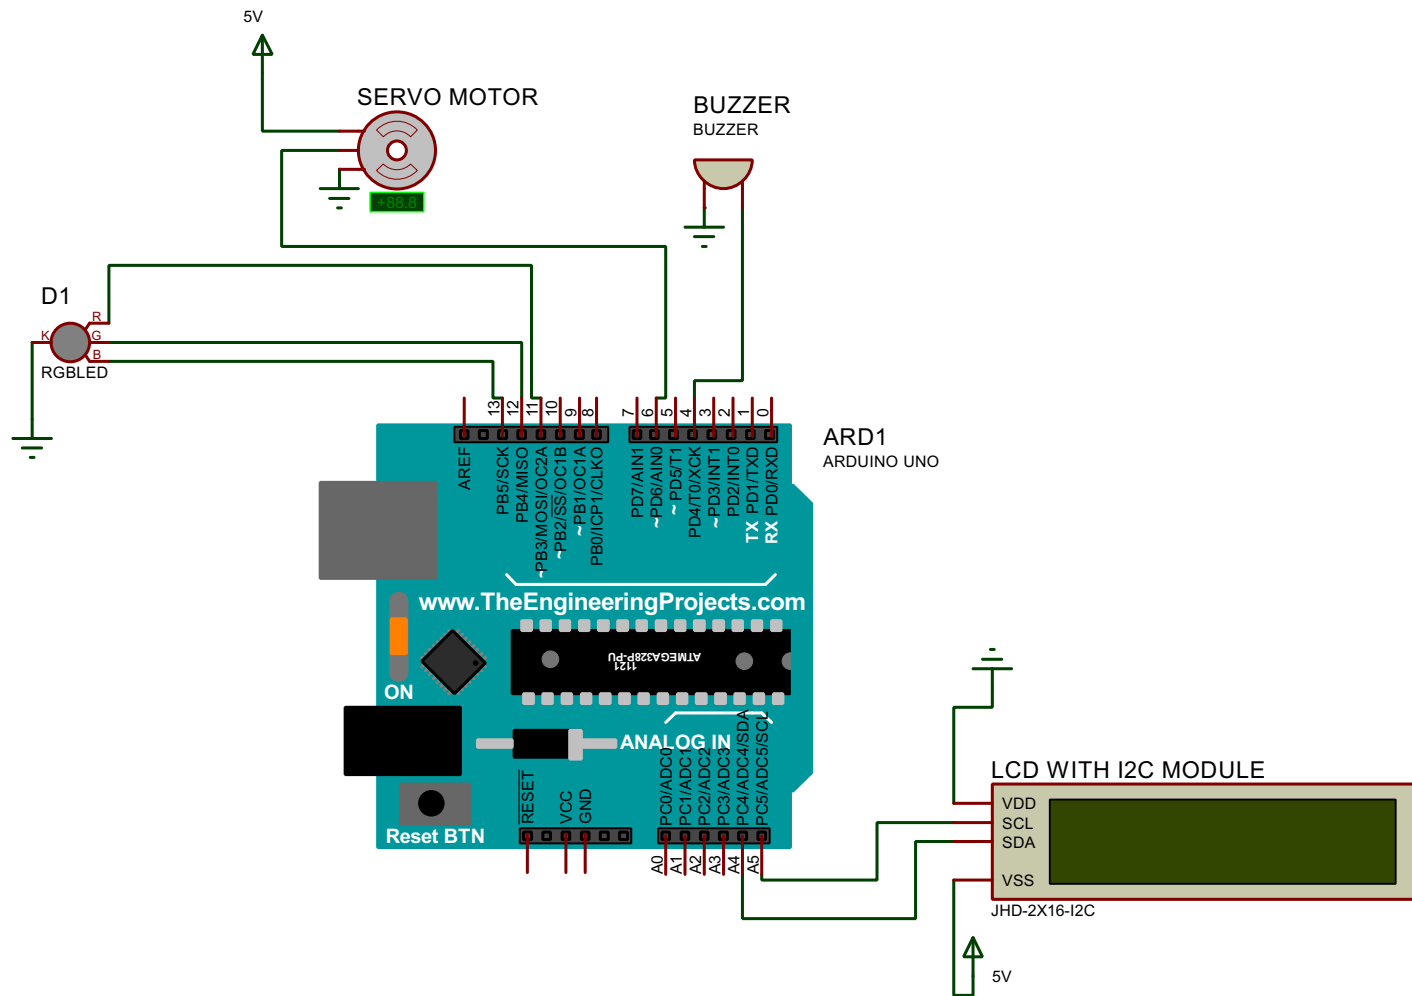 5V
SERVO MOTOR
+88.8
BUZZER
BUZZER
D1
R
K
G
B
RGBLED
13
12
11
10
9
8
7
6
5
4
3
2
1
0
ARD1
ARDUINO UNO
AREF
PB5/SCK
PB4/MISO
~PB3/MOSI/OC2A
~PB2/SS/OC1B
~PB1/OC1A
PB0/ICP1/CLKO
PD7/AIN1
~PD6/AIN0
~PD5/T1
PD4/T0/XCK
~PD3/INT1
PD2/INT0
TX PD1/TXD
RX PD0/RXD
www.TheEngineeringProjects.com
1121
ATMEGA328P-PU
ON
ANALOG IN
Reset BTN
RESET
VCC
GND
PC0/ADC0
PC1/ADC1
PC2/ADC2
PC3/ADC3
PC4/ADC4/SDA
PC5/ADC5/SCL
A0
A1
A2
A3
A4
A5
LCD WITH I2C MODULE
VDD
SCL
SDA
VSS
JHD-2X16-I2C
5V